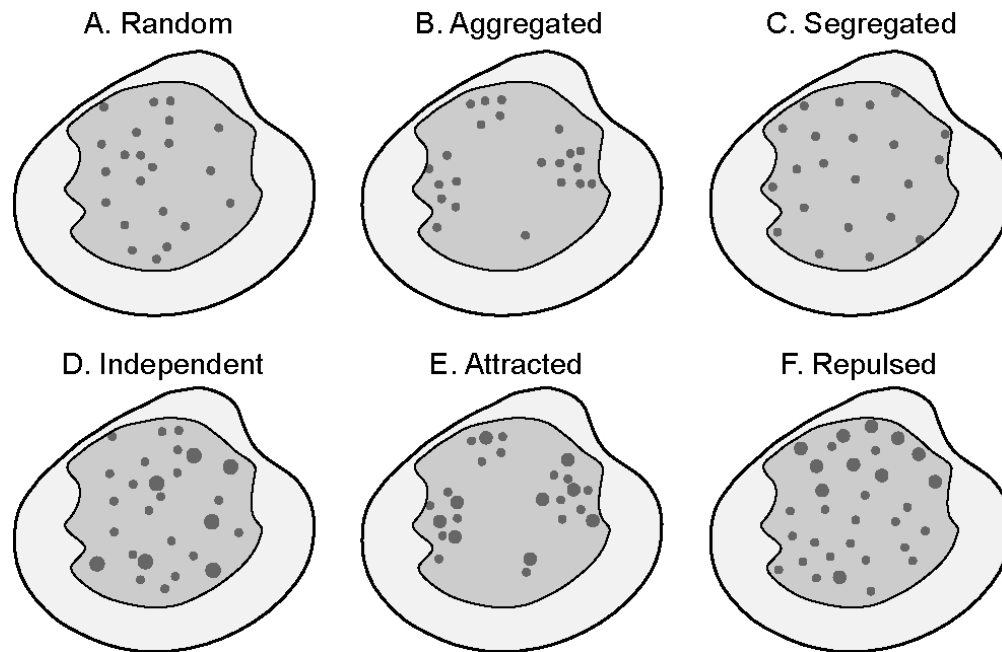 A. Random
B. Aggregated
C. Segregated
D. Independent
E. Attracted
F. Repulsed